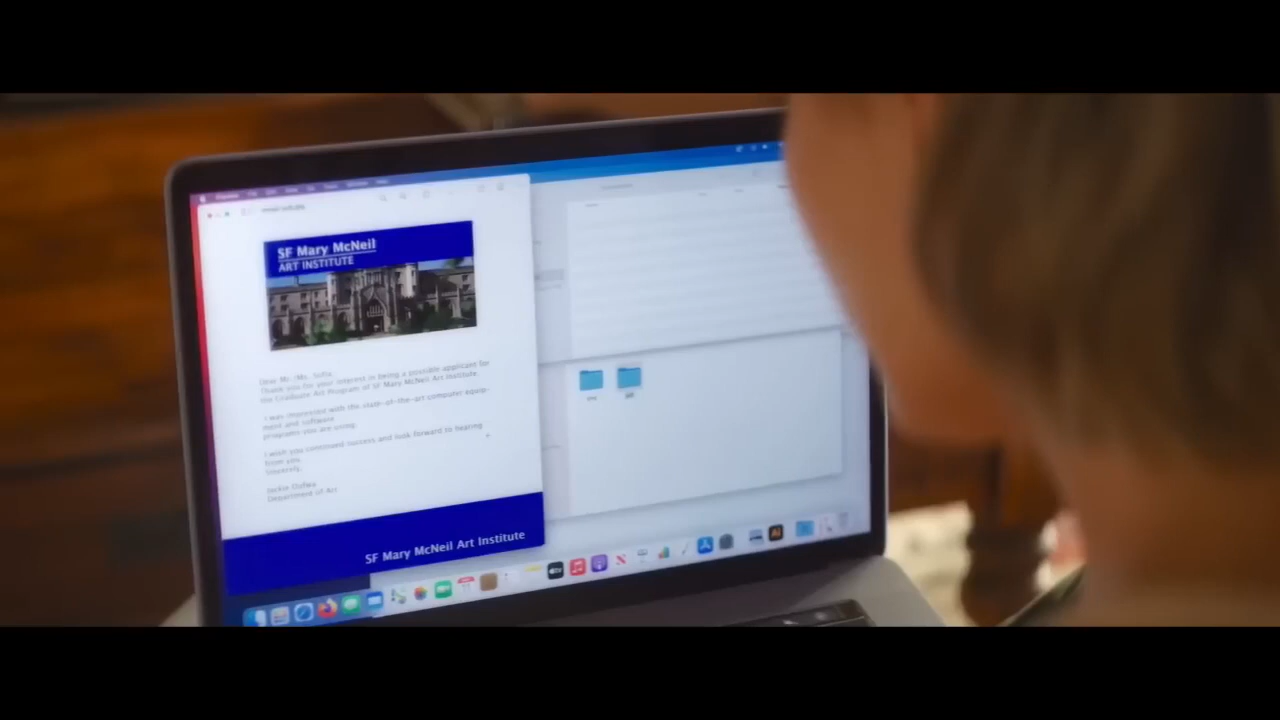 SF Mary McNeil
ART INSTITUTE
Dear Mr. /Ms. Sofia,
Thank you for your interest in being a possible applicant for
the Graduate Art Program at SF Mary McNeil Art Institute.
I was impressed with the state-of-the-art computer equip-
ment and software
programs you are using.
I wish you continued success and look forward to hearing
from you.
Sincerely,
Jackie
Department of Art
SF Mary McNeil Art Institute